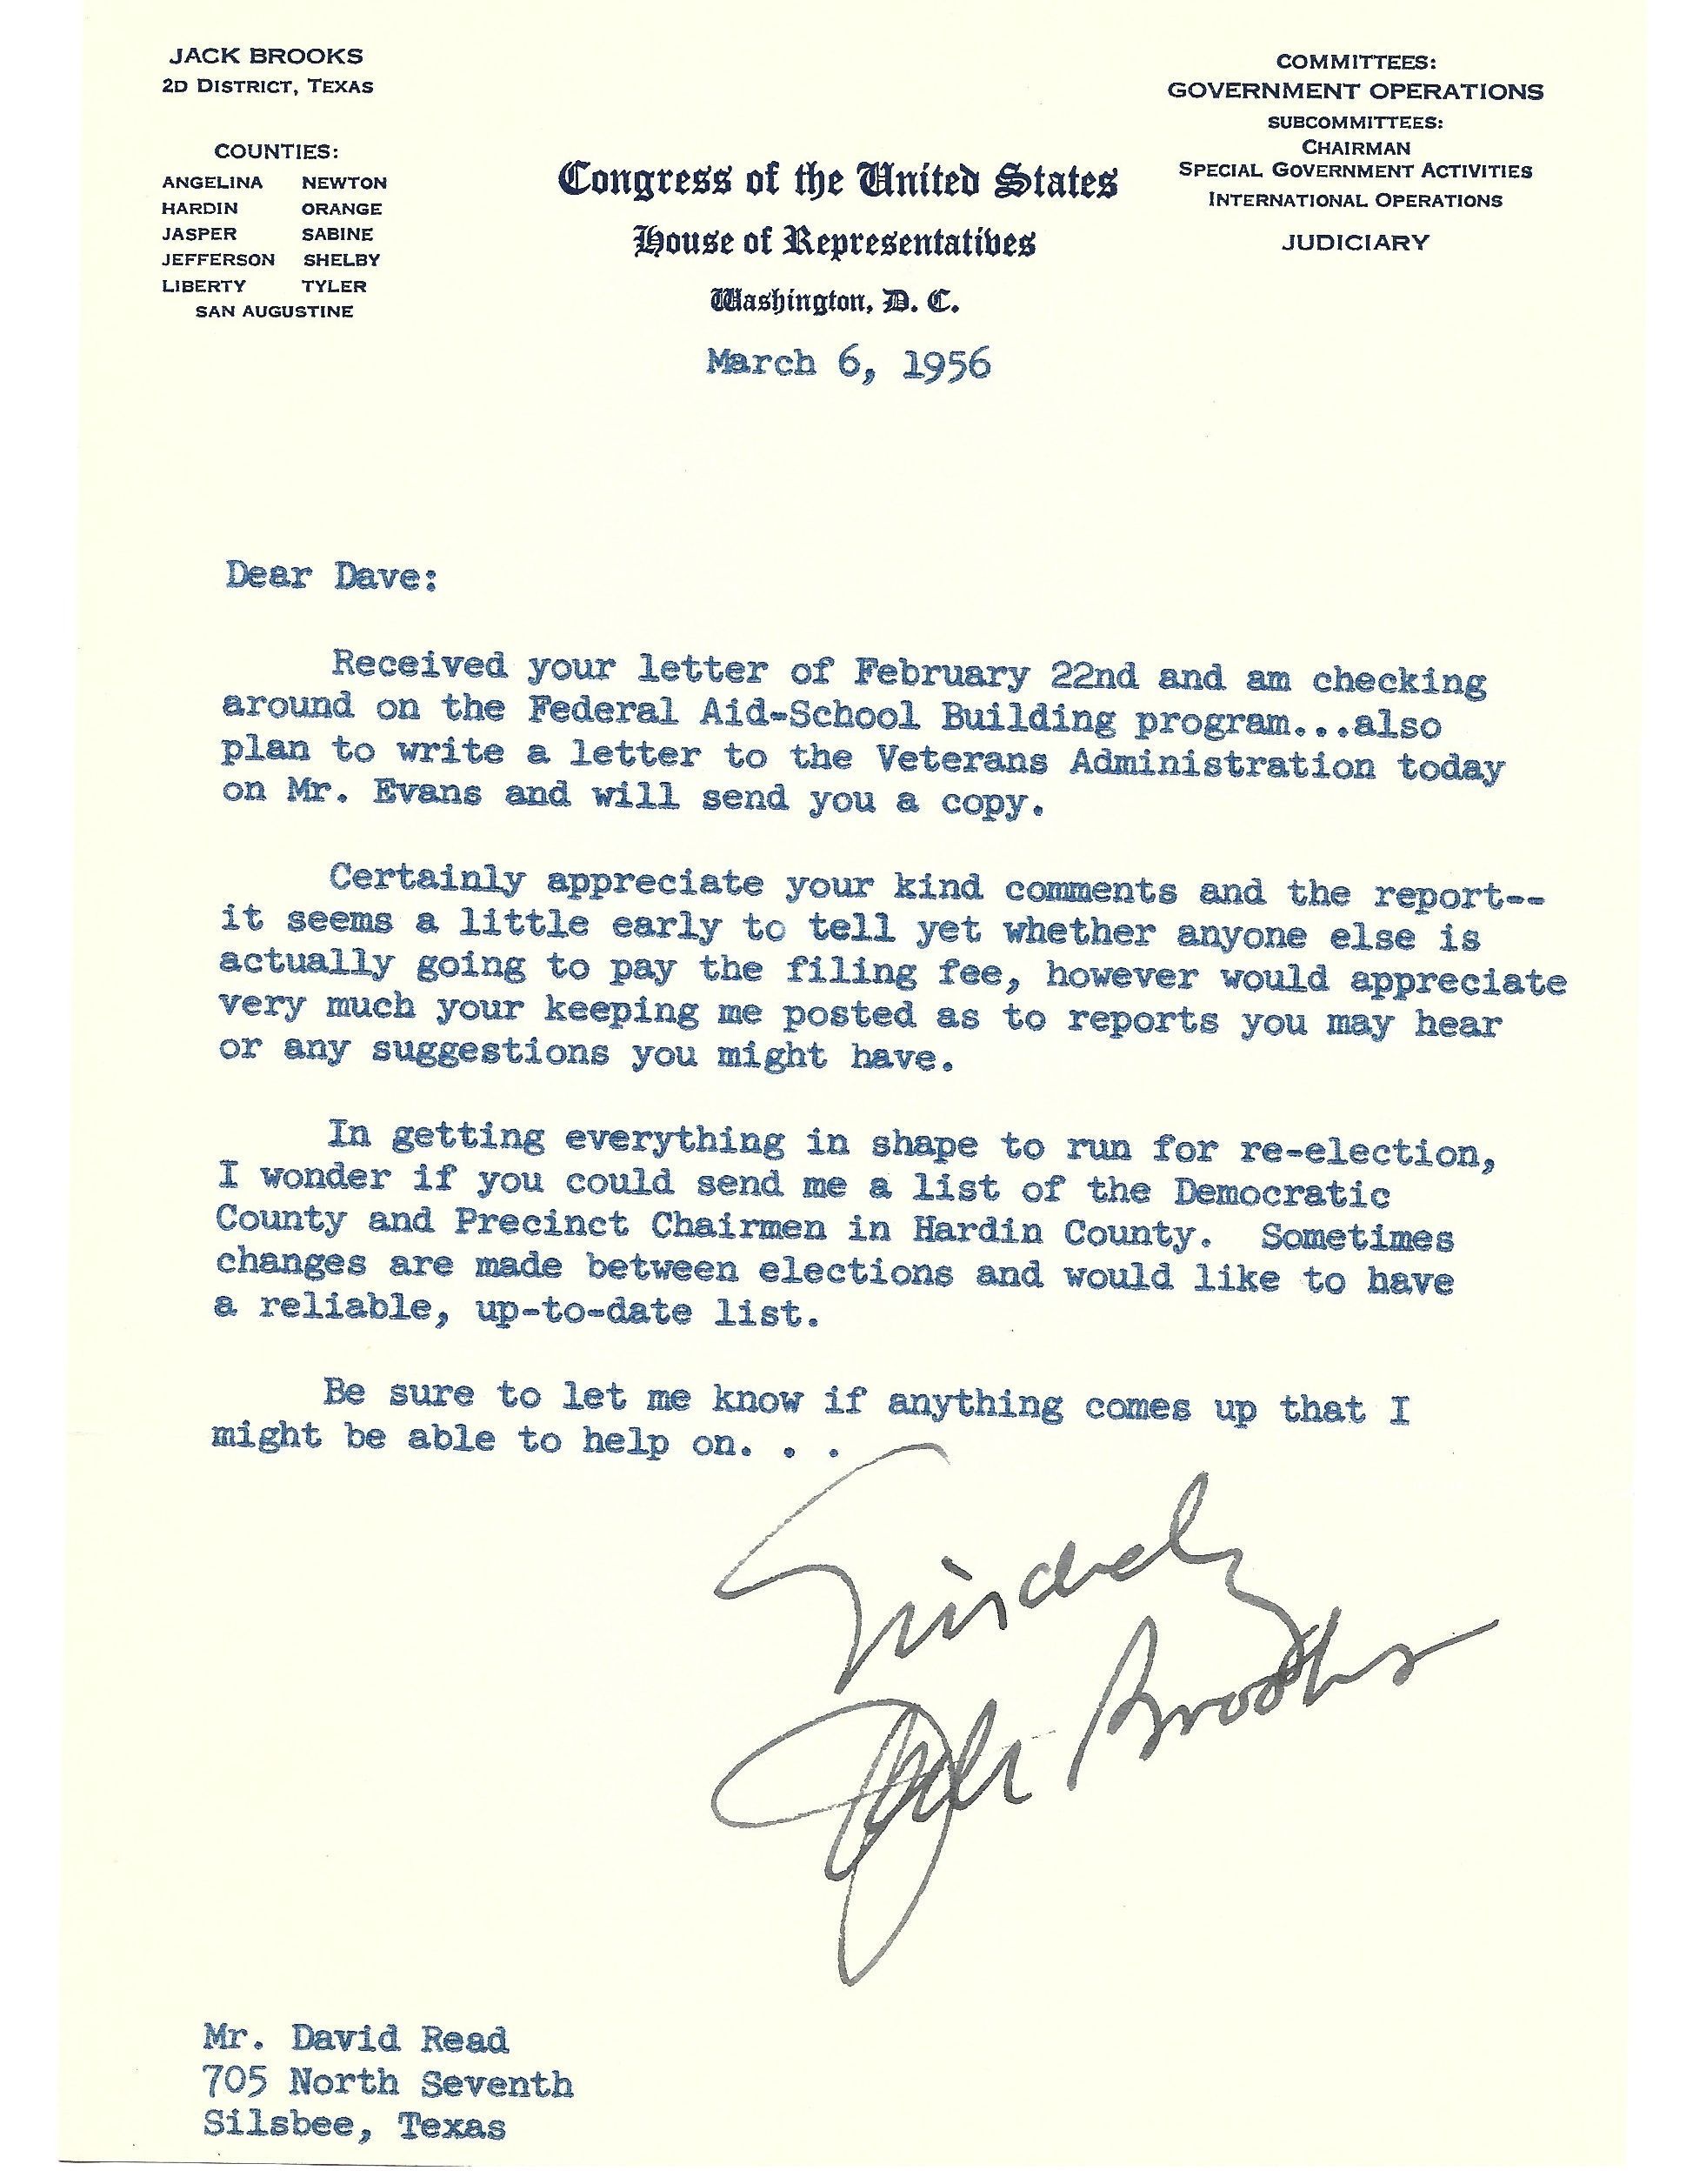 JACK BROOKS
2D DISTRICT, TEXAS
COUNTIES:
ANGELINA NEWTON
HARDIN ORANGE
JASPER SABINE
JEFFERSON SHELBY
LIBERTY TYLER
SAN AUGUSTINE
COMMITTEES:
GOVERNMENT OPERATIONS
SUBCOMMITTEES:
CHAIRMAN
SPECIAL GOVERNMENT ACTIVITIES
INTERNATIONAL OPERATIONS
JUDICIARY
Congress of the United States
House of Representatives
Washington, D. C.
March 6, 1956
Dear Dave:
Received your letter of February 22nd and am checking
around on the Federal Aid-School Building program...also
plan to write a letter to the Veterans Administration today
on Mr. Evans and will send you a copy.
Certainly appreciate your kind comments and the report--
it seems a little early to tell yet whether anyone else is
actually going to pay the filing fee, however would appreciate
very much your keeping me posted as to reports you may hear
or any suggestions you might have.
In getting everything in shape to run for re-election,
I wonder if you could send me a list of the Democratic
County and Precinct Chairmen in Hardin County. Sometimes
changes are made between elections and would like to have
a reliable, up-to-date list.
Be sure to let me know if anything comes up that I
might be able to help on. . .
Sincerely
Jack Brooks
Mr. David Read
705 North Seventh
Silsbee, Texas